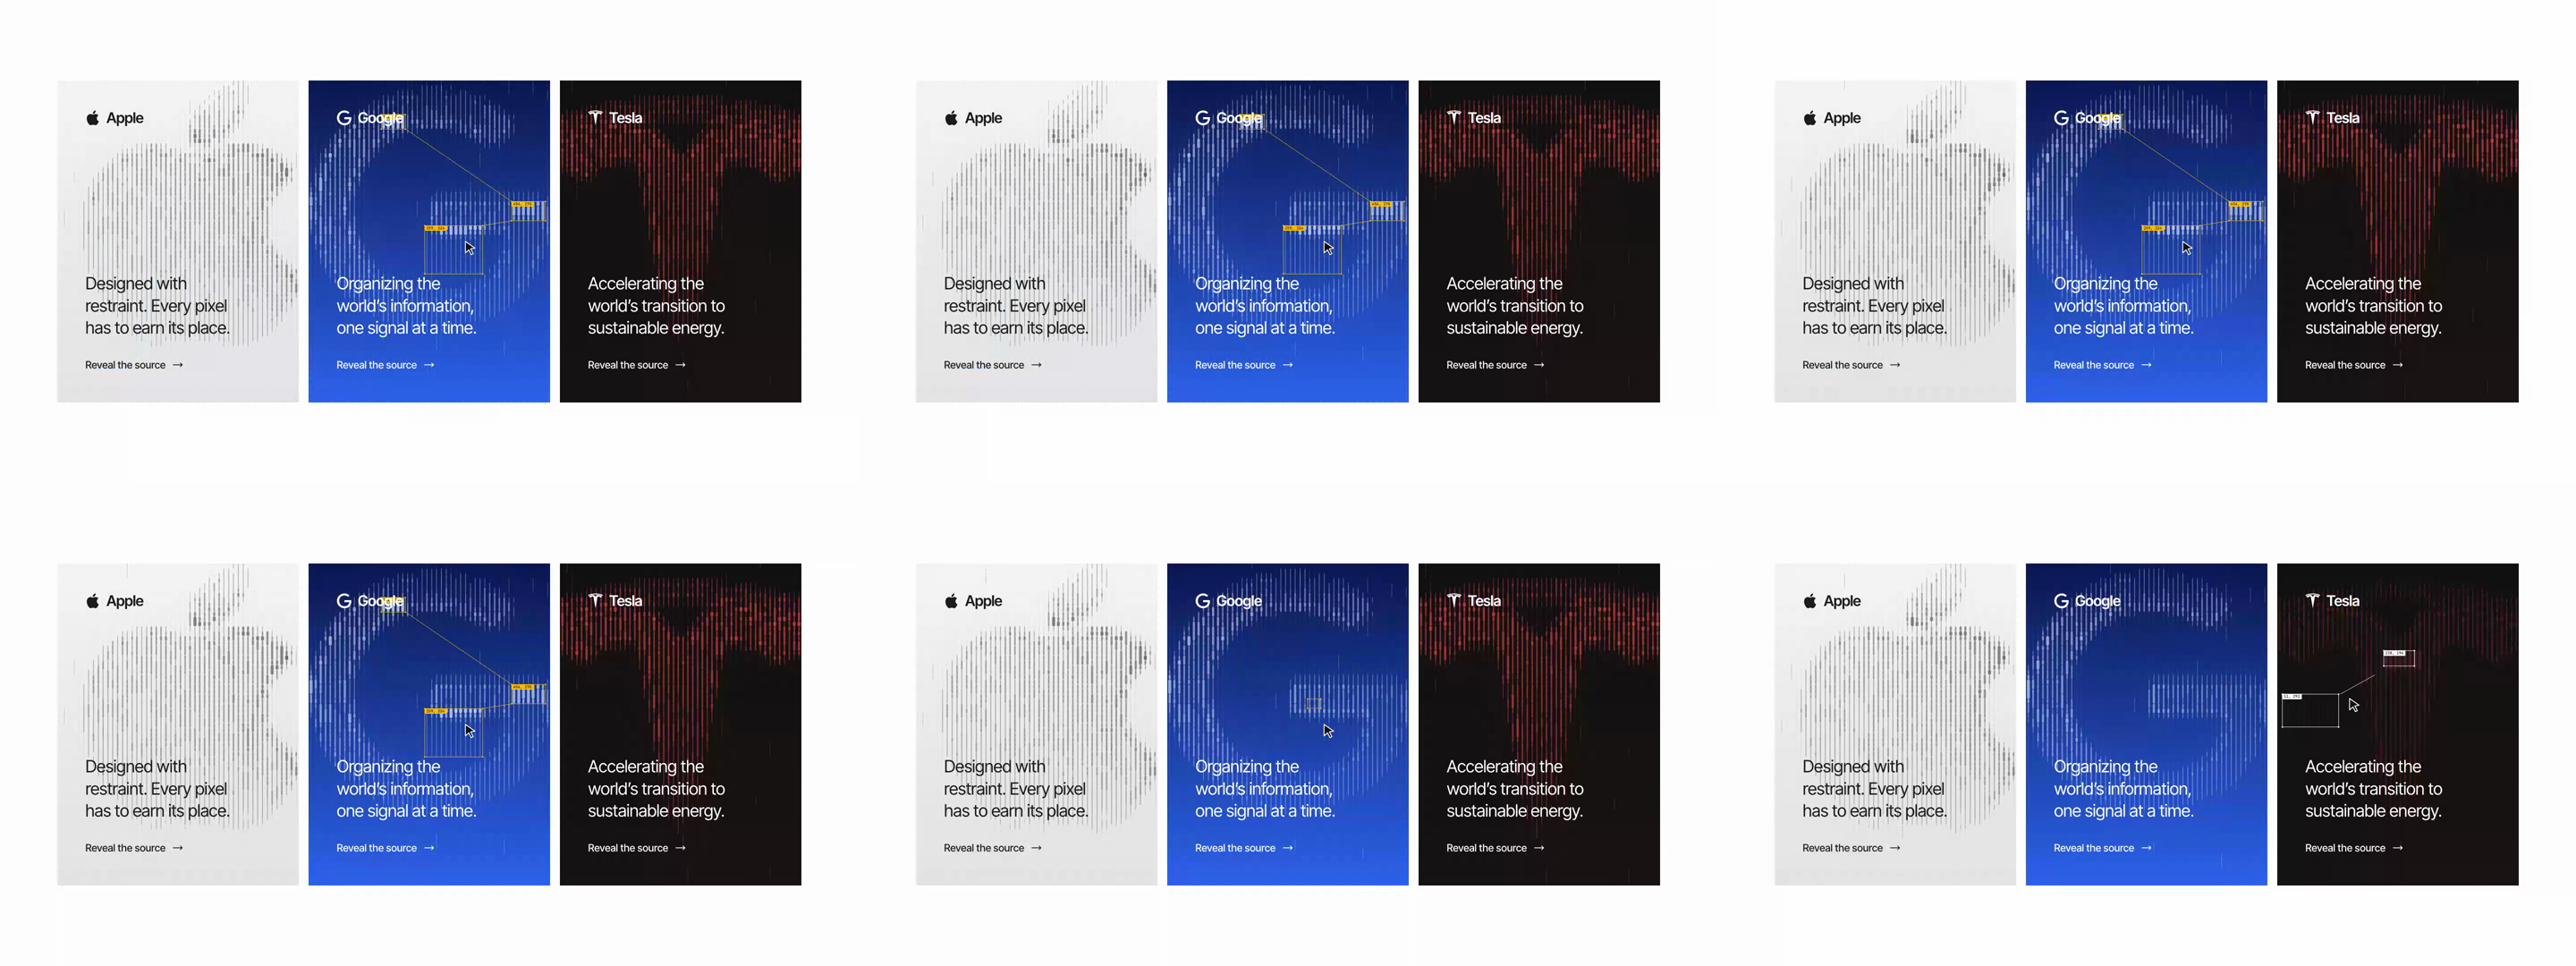 Apple
Designed with
restraint. Every pixel
has to earn its place.
Reveal the source →
Google
Organizing the
world's information,
one signal at a time.
Reveal the source →
Tesla
Accelerating the
world's transition to
sustainable energy.
Reveal the source →
Apple
Designed with
restraint. Every pixel
has to earn its place.
Reveal the source →
Google
Organizing the
world's information,
one signal at a time.
Reveal the source →
Tesla
Accelerating the
world's transition to
sustainable energy.
Reveal the source →
Apple
Designed with
restraint. Every pixel
has to earn its place.
Reveal the source →
Google
Organizing the
world's information,
one signal at a time.
Reveal the source →
Tesla
Accelerating the
world's transition to
sustainable energy.
Reveal the source →
Apple
Designed with
restraint. Every pixel
has to earn its place.
Reveal the source →
Google
Organizing the
world's information,
one signal at a time.
Reveal the source →
Tesla
Accelerating the
world's transition to
sustainable energy.
Reveal the source →
Apple
Designed with
restraint. Every pixel
has to earn its place.
Reveal the source →
Google
Organizing the
world's information,
one signal at a time.
Reveal the source →
Tesla
Accelerating the
world's transition to
sustainable energy.
Reveal the source →
Apple
Designed with
restraint. Every pixel
has to earn its place.
Reveal the source →
Google
Organizing the
world's information,
one signal at a time.
Reveal the source →
Tesla
Accelerating the
world's transition to
sustainable energy.
Reveal the source →